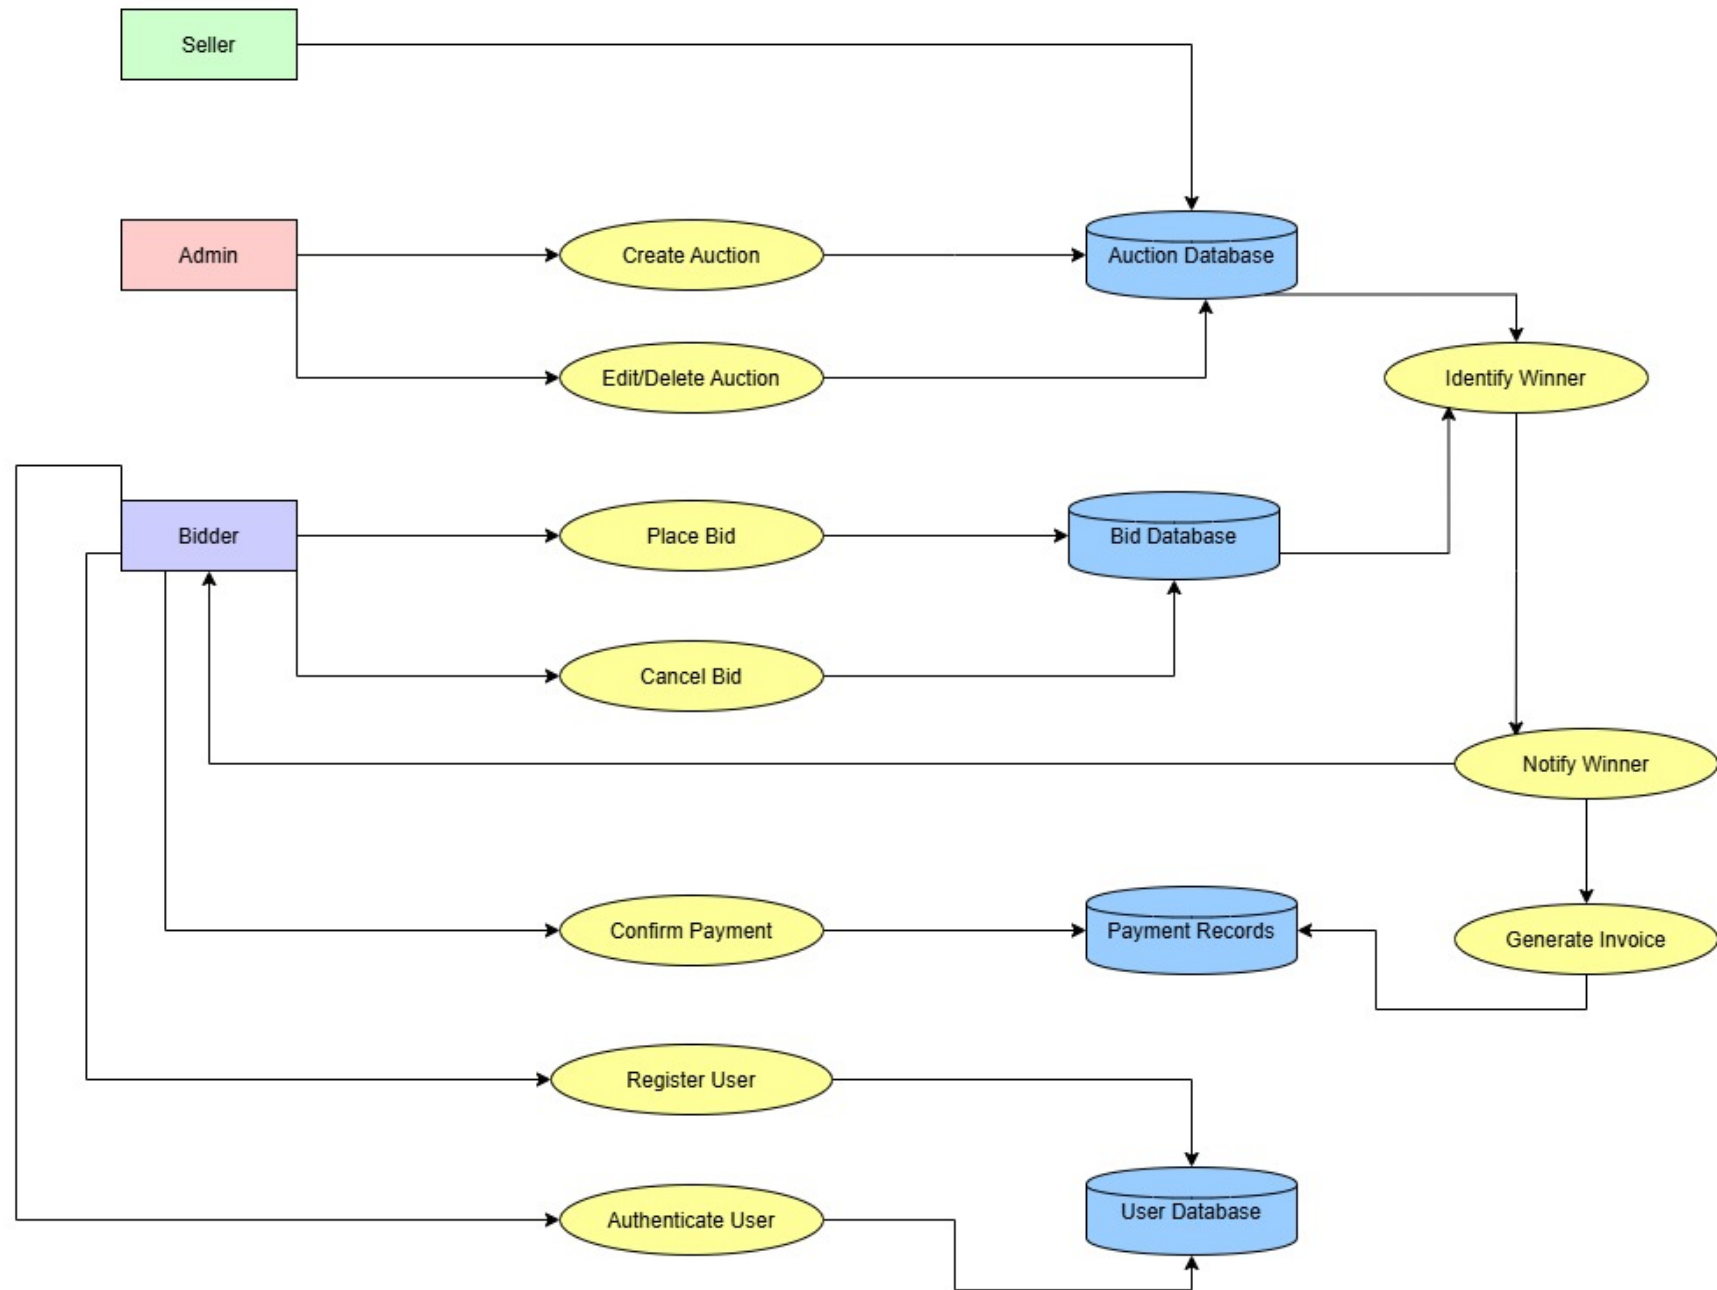 Seller
Admin
Create Auction
Auction Database
Edit/Delete Auction
Identify Winner
Bidder
Place Bid
Bid Database
Cancel Bid
Notify Winner
Confirm Payment
Payment Records
Generate Invoice
Register User
Authenticate User
User Database